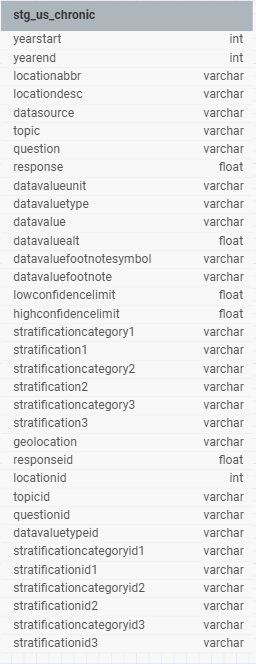 stg_us_chronic
yearstart int
yearend int
locationabbr varchar
locationdesc varchar
datasource varchar
topic varchar
question varchar
response float
datavalueunit varchar
datavaluetype varchar
datavalue varchar
datavaluealt float
datavaluefootnotesymbol varchar
datavaluefootnote varchar
lowconfidencelimit float
highconfidencelimit float
stratificationcategory1 varchar
stratification1 varchar
stratificationcategory2 varchar
stratification2 varchar
stratificationcategory3 varchar
stratification3 varchar
geolocation varchar
responseid float
locationid int
topicid varchar
questionid varchar
datavaluetypeid varchar
stratificationcategoryid1 varchar
stratificationid1 varchar
stratificationcategoryid2 varchar
stratificationid2 varchar
stratificationcategoryid3 varchar
stratificationid3 varchar